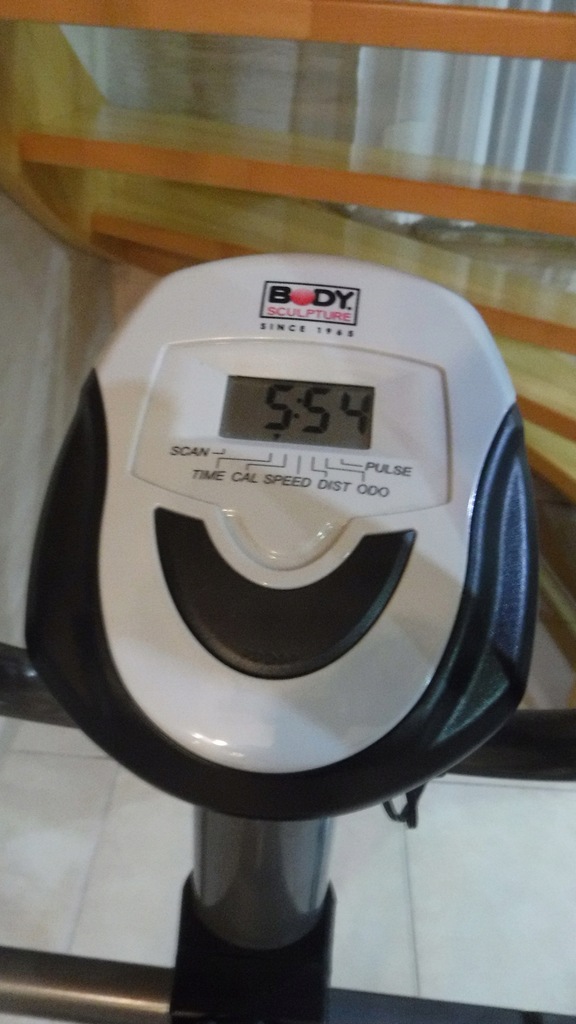 BODY.
SCULPTURE
SINCE 1965
5:54
SCAN PULSE
TIME CAL SPEED DIST ODO